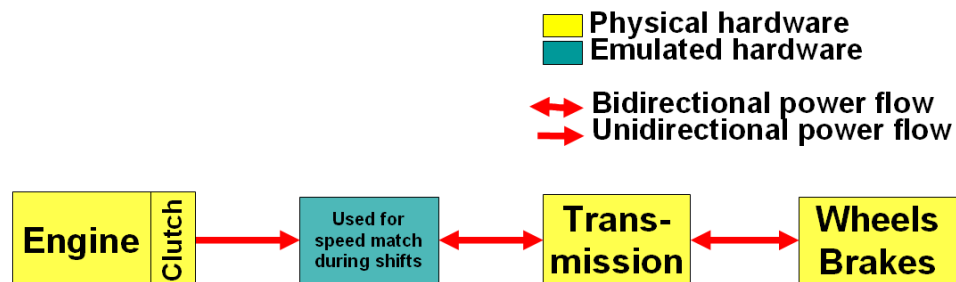 Physical hardware
Emulated hardware
Bidirectional power flow
Unidirectional power flow
Engine
Clutch
Used for
speed match
during shifts
Trans-
mission
Wheels
Brakes